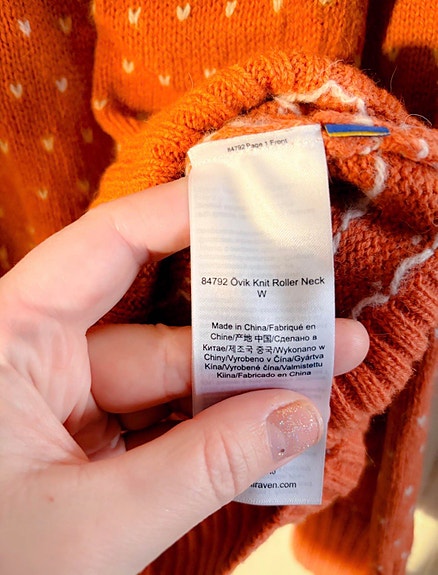 84792 Page 1 Front
84792 Övik Knit Roller Neck
W
Made in China/Fabriqué en
Chine/产地 中国/Сделано в
Китае/제조국 중국/Wykonano w
Chiny/Vyrobeno v Čína/Gyártva
Kína/Vyrobené čína/Valmistettu
Kiina/Fabricado en China
raven.com